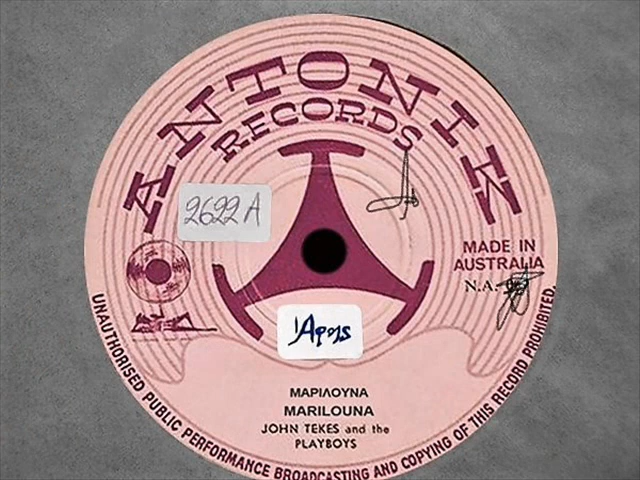 ANTONIK
RECORDS
2622 A
MADE IN
AUSTRALIA
N.A.
ΜΑΡΙΛΟΥΝΑ
MARILOUNA
JOHN TEKES and the
PLAYBOYS
UNAUTHORISED PUBLIC PERFORMANCE BROADCASTING AND COPYING OF THIS RECORD PROHIBITED.